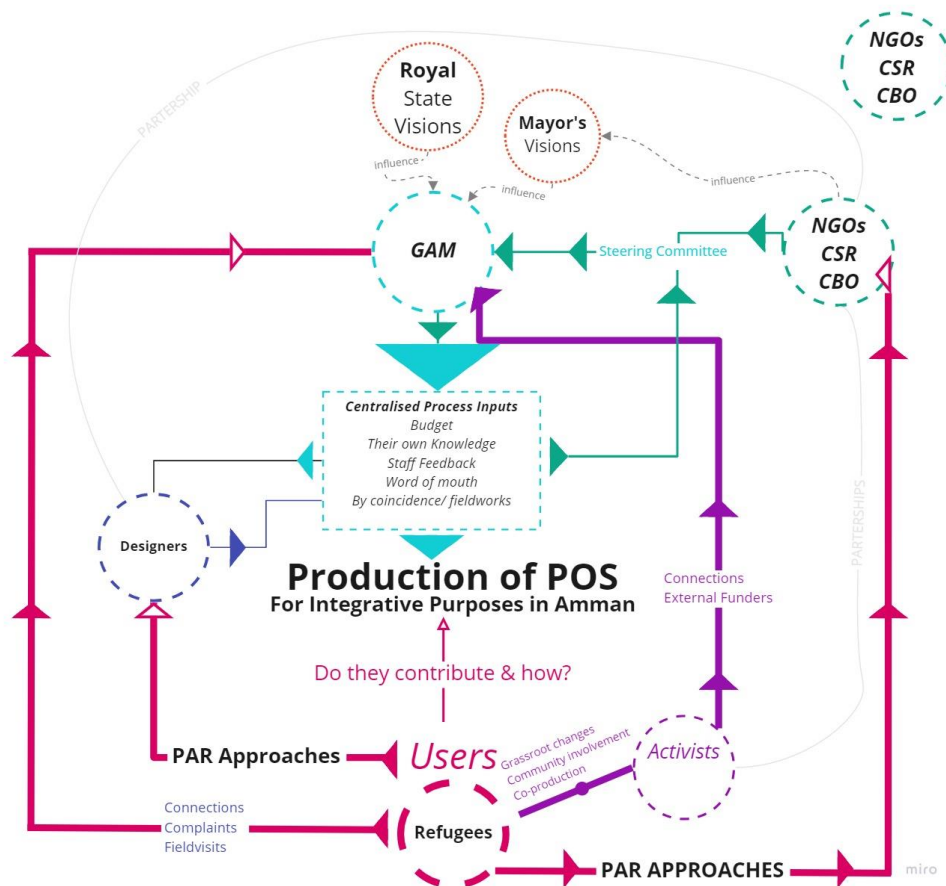 NGOs
CSR
CBO
Royal
State
Visions
PARTERSHIP
Mayor's
Visions
influence
influence
influence
GAM
Steering Committee
NGOs
CSR
CBO
Centralised Process Inputs
Budget
Their own Knowledge
Staff Feedback
Word of mouth
By coincidence/ fieldworks
PARTERSHIPS
Designers
Production of POS
For Integrative Purposes in Amman
Connections
External Funders
Do they contribute & how?
PAR Approaches
Users
Grassroot changes
Community involvement
Co-production
Activists
Connections
Complaints
Fieldvisits
Refugees
PAR APPROACHES
miro